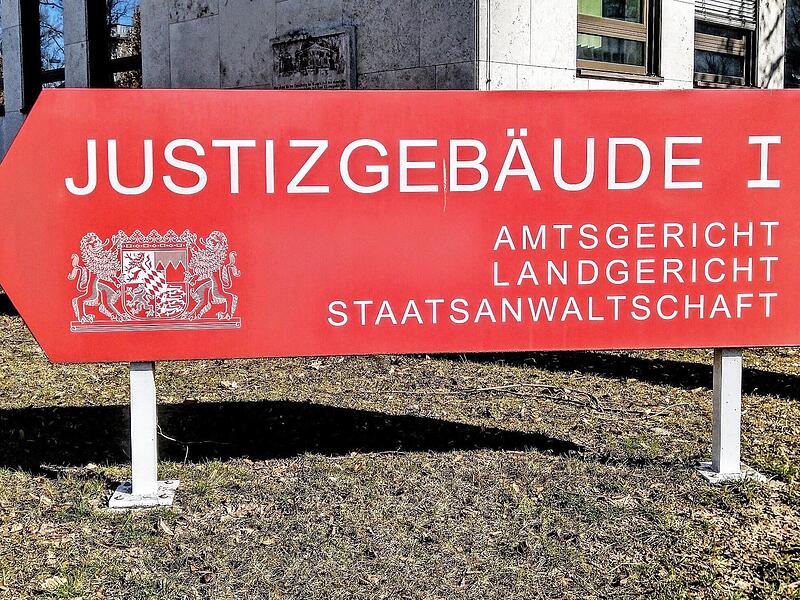 JUSTIZGEBÄUDE I
AMTSGERICHT
LANDGERICHT
STAATSANWALTSCHAFT